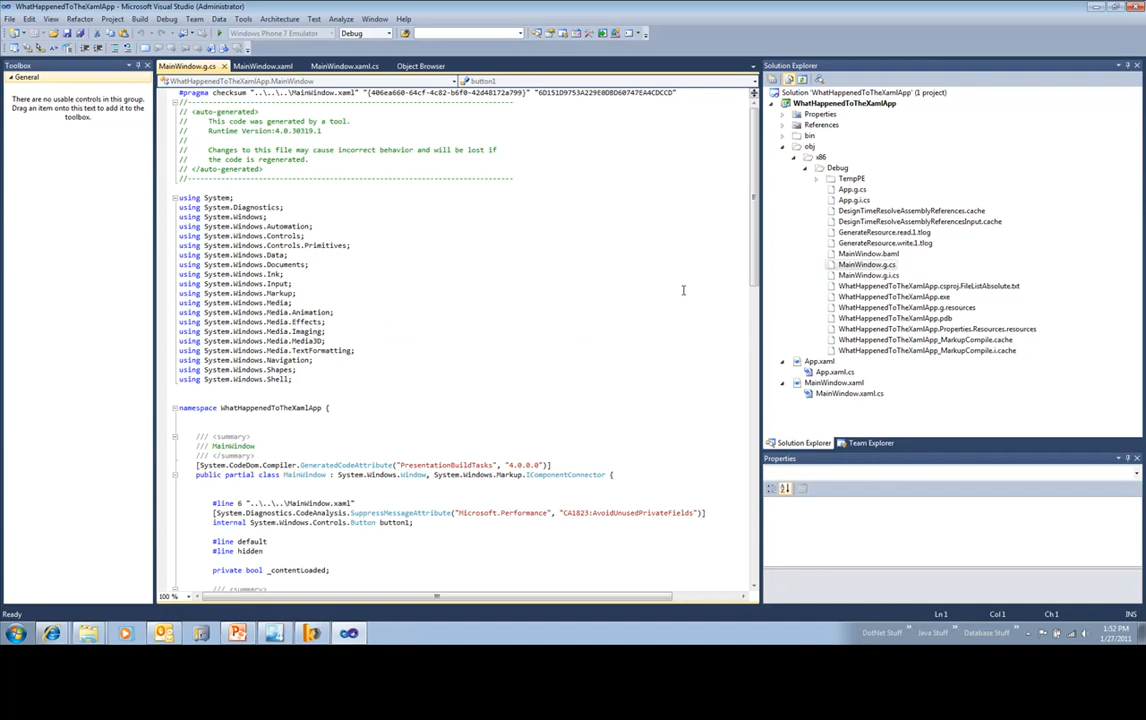 WhatHappenedToTheXamlApp - Microsoft Visual Studio (Administrator)
File Edit View Refactor Project Build Debug Team Data Tools Architecture Test Analyze Window Help
Windows Phone 7 Emulator Debug
Toolbox
General
There are no usable controls in this group.
Drag an item onto this text to add it to the
toolbox.
MainWindow.g.cs MainWindow.xaml MainWindow.xaml.cs Object Browser
WhatHappenedToTheXamlApp.MainWindow button1
#pragma checksum "..\..\..\MainWindow.xaml" "{406ea660-64cf-4c82-b6f0-42d48172a799}" "6D151D9753A229E0D8D60747EA4CDCCD"
//------------------------------------------------------------------------------
// <auto-generated>
//     This code was generated by a tool.
//     Runtime Version:4.0.30319.1
//
//     Changes to this file may cause incorrect behavior and will be lost if
//     the code is regenerated.
// </auto-generated>
//------------------------------------------------------------------------------
using System;
using System.Diagnostics;
using System.Windows;
using System.Windows.Automation;
using System.Windows.Controls;
using System.Windows.Controls.Primitives;
using System.Windows.Data;
using System.Windows.Documents;
using System.Windows.Ink;
using System.Windows.Input;
using System.Windows.Markup;
using System.Windows.Media;
using System.Windows.Media.Animation;
using System.Windows.Media.Effects;
using System.Windows.Media.Imaging;
using System.Windows.Media.Media3D;
using System.Windows.Media.TextFormatting;
using System.Windows.Navigation;
using System.Windows.Shapes;
using System.Windows.Shell;
namespace WhatHappenedToTheXamlApp {
/// <summary>
/// MainWindow
/// </summary>
[System.CodeDom.Compiler.GeneratedCodeAttribute("PresentationBuildTasks", "4.0.0.0")]
public partial class MainWindow : System.Windows.Window, System.Windows.Markup.IComponentConnector {
#line 6 "..\..\..\MainWindow.xaml"
[System.Diagnostics.CodeAnalysis.SuppressMessageAttribute("Microsoft.Performance", "CA1823:AvoidUnusedPrivateFields")]
internal System.Windows.Controls.Button button1;
#line default
#line hidden
private bool _contentLoaded;
/// <summary>
100 %
Solution Explorer
Solution 'WhatHappenedToTheXamlApp' (1 project)
WhatHappenedToTheXamlApp
Properties
References
bin
obj
x86
Debug
TempPE
App.g.cs
App.g.i.cs
DesignTimeResolveAssemblyReferences.cache
DesignTimeResolveAssemblyReferencesInput.cache
GenerateResource.read.1.tlog
GenerateResource.write.1.tlog
MainWindow.baml
MainWindow.g.cs
MainWindow.g.i.cs
WhatHappenedToTheXamlApp.csproj.FileListAbsolute.txt
WhatHappenedToTheXamlApp.exe
WhatHappenedToTheXamlApp.g.resources
WhatHappenedToTheXamlApp.pdb
WhatHappenedToTheXamlApp.Properties.Resources.resources
WhatHappenedToTheXamlApp_MarkupCompile.cache
WhatHappenedToTheXamlApp_MarkupCompile.i.cache
App.xaml
App.xaml.cs
MainWindow.xaml
MainWindow.xaml.cs
Solution Explorer Team Explorer
Properties
Ready Ln 1 Col 1 Ch 1 INS
DotNet Stuff Java Stuff Database Stuff 1:52 PM
1/27/2011